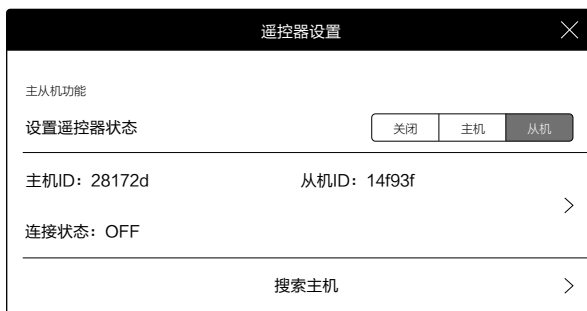 遥控器设置
主从机功能
设置遥控器状态 关闭 主机 从机
主机ID：28172d 从机ID：14f93f
连接状态：OFF
搜索主机